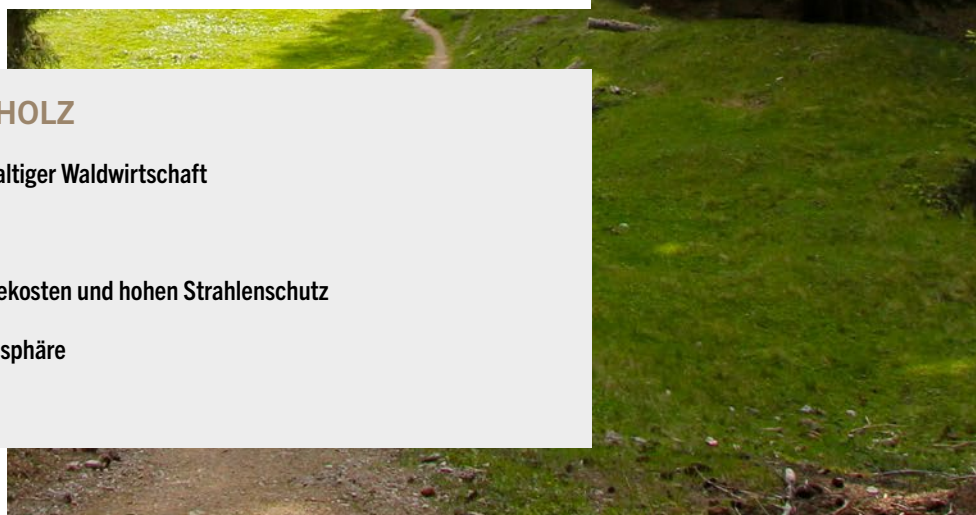 HOLZ
altiger Waldwirtschaft
ekosten und hohen Strahlenschutz
sphäre